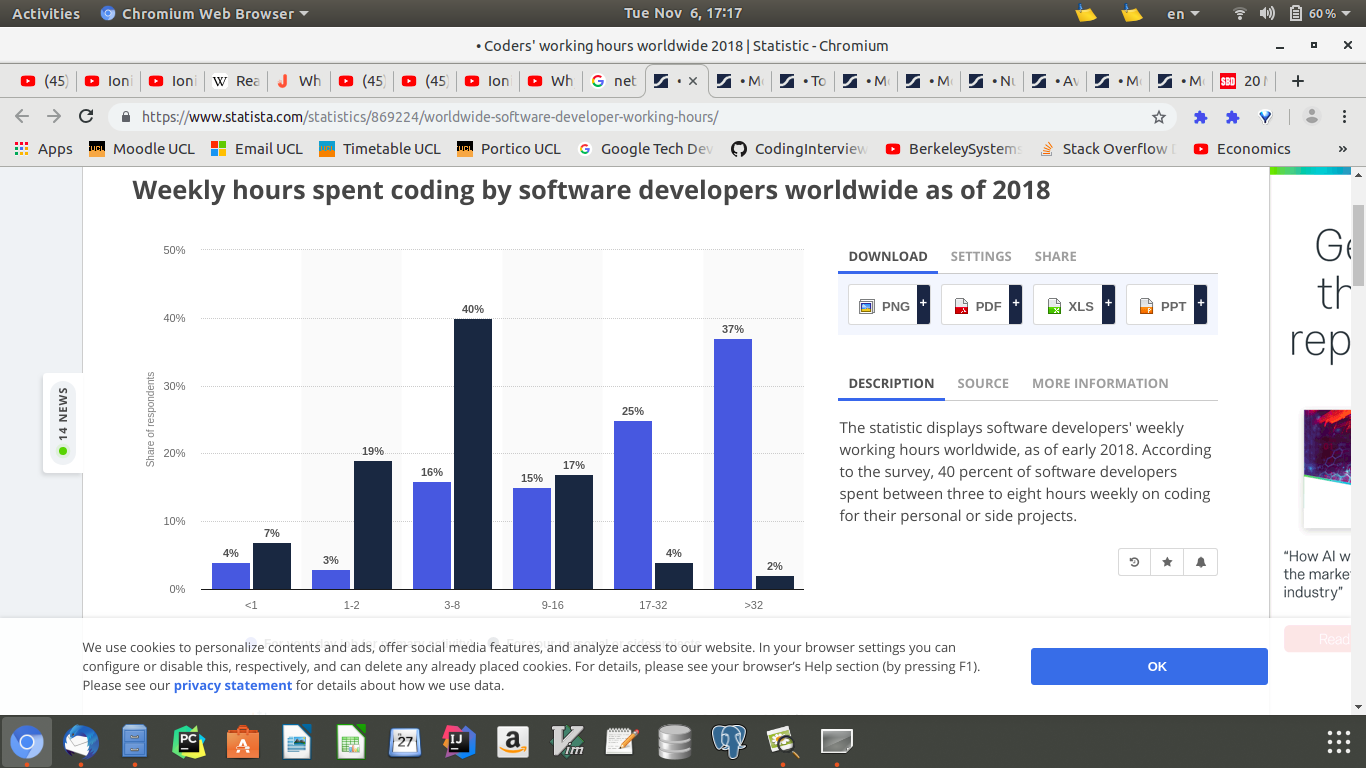 Activities
Chromium Web Browser
Tue Nov 6, 17:17
en
60 %
• Coders' working hours worldwide 2018 | Statistic - Chromium
(45) Ioni Ioni Rea Wh (45) (45) Ioni Wh net • • M • To • M • M • Nu • Av • M • M 20
https://www.statista.com/statistics/869224/worldwide-software-developer-working-hours/
Apps Moodle UCL Email UCL Timetable UCL Portico UCL Google Tech Dev CodingInterview BerkeleySystems Stack Overflow Economics »
Weekly hours spent coding by software developers worldwide as of 2018
50%
40%
30%
20%
10%
0%
Share of respondents
4% 7%
3% 19%
16% 40%
15% 17%
25% 4%
37% 2%
<1 1-2 3-8 9-16 17-32 >32
14 NEWS
DOWNLOAD SETTINGS SHARE
PNG + PDF + XLS + PPT +
DESCRIPTION SOURCE MORE INFORMATION
The statistic displays software developers' weekly
working hours worldwide, as of early 2018. According
to the survey, 40 percent of software developers
spent between three to eight hours weekly on coding
for their personal or side projects.
Ge
th
rep
“How AI w
the marke
industry”
Read
We use cookies to personalize contents and ads, offer social media features, and analyze access to our website. In your browser settings you can
configure or disable this, respectively, and can delete any already placed cookies. For details, please see your browser's Help section (by pressing F1).
Please see our privacy statement for details about how we use data.
OK
PC
27
IJ
a
Vim